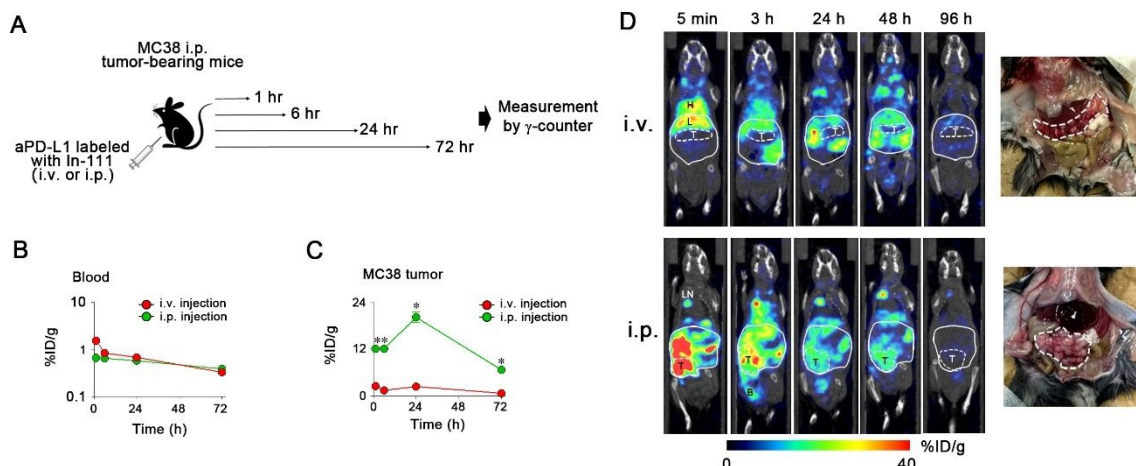 A
MC38 i.p.
tumor-bearing mice
1 hr
6 hr
24 hr
72 hr
Measurement
by γ-counter
aPD-L1 labeled
with In-111
(i.v. or i.p.)
B
Blood
i.v. injection
i.p. injection
%ID/g
10
1
0.1
0 24 48 72
Time (h)
C
MC38 tumor
i.v. injection
i.p. injection
%ID/g
24
12
0
**
*
*
0 24 48 72
Time (h)
D
5 min 3 h 24 h 48 h 96 h
i.v.
H
L
T T T T T
i.p.
LN
T T T T T
B
%ID/g
0 40